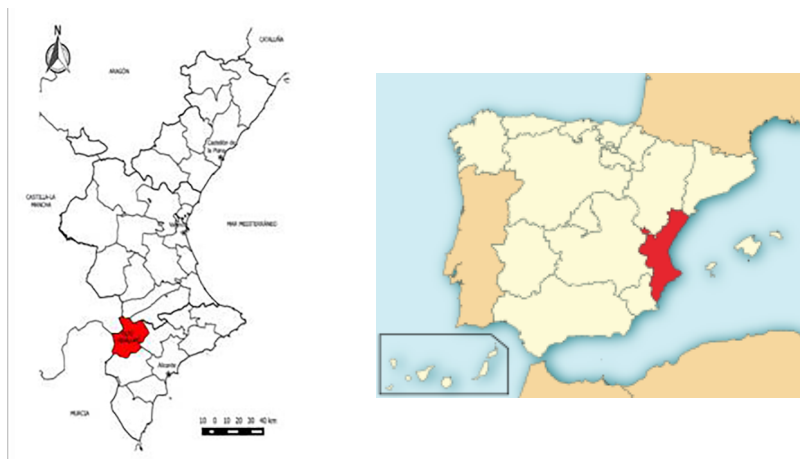 N
CATALUÑA
ARAGÓN
Castellón de
la Plana
CASTILLA-LA
MANCHA
MAR MEDITERRÁNEO
Valencia
Alicante
MURCIA
10 0 10 20 30 40 km